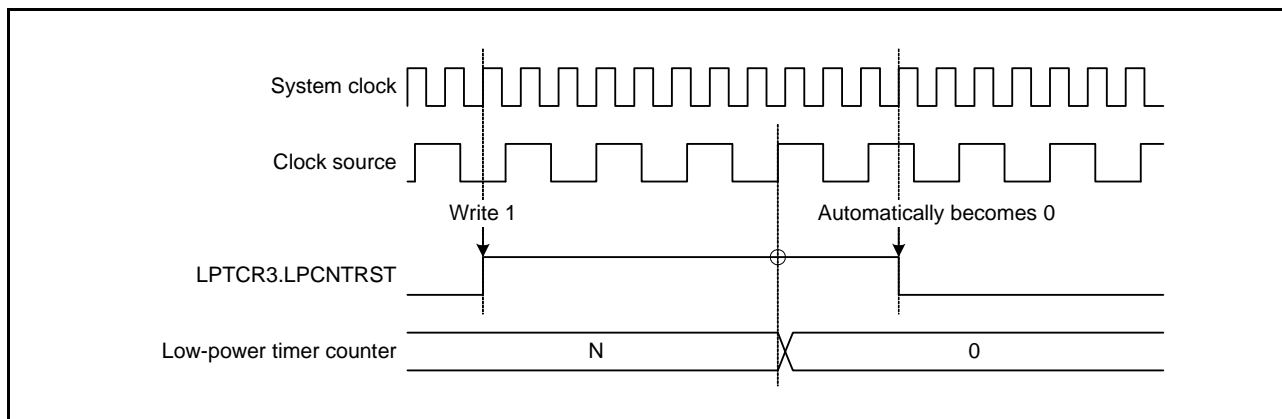 System clock
Clock source
Write 1
Automatically becomes 0
LPTCR3.LPCNTRST
Low-power timer counter
N
0